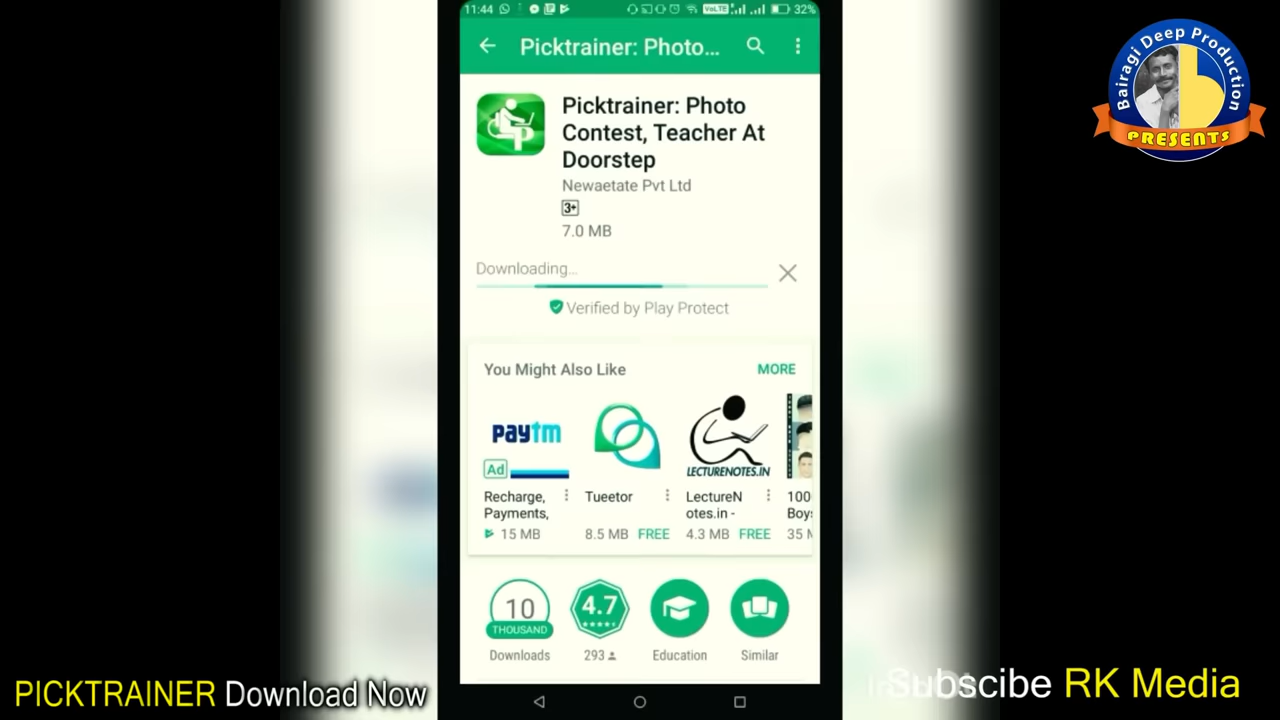 11:44
VoLTE
32%
Picktrainer: Photo...
Picktrainer: Photo
Contest, Teacher At
Doorstep
Newaetate Pvt Ltd
3+
7.0 MB
Downloading...
Verified by Play Protect
You Might Also Like
MORE
paytm
Ad
LECTURENOTES.IN
Recharge,
Payments,
15 MB
Tueetor
8.5 MB FREE
LectureN
otes.in -
4.3 MB FREE
100
Boys
35 M
10
THOUSAND
Downloads
4.7
293
Education
Similar
Bairagi Deep Production
PRESENTS
PICKTRAINER Download Now
Subscibe RK Media